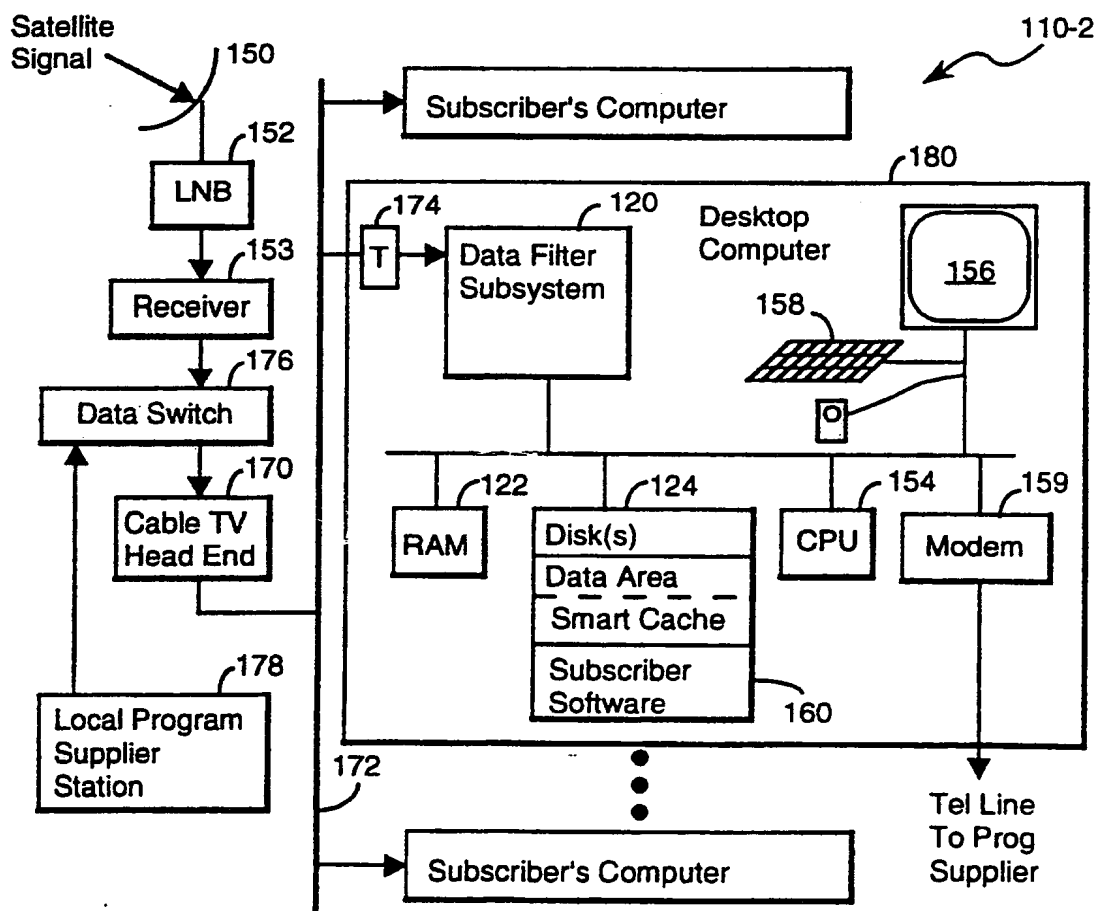 Satellite
Signal
150
110-2
152
LNB
153
Receiver
176
Data Switch
170
Cable TV
Head End
178
Local Program
Supplier
Station
172
Subscriber's Computer
180
174
T
120
Data Filter
Subsystem
Desktop
Computer
156
158
122
RAM
124
Disk(s)
Data Area
Smart Cache
Subscriber
Software
160
154
CPU
159
Modem
Tel Line
To Prog
Supplier
Subscriber's Computer